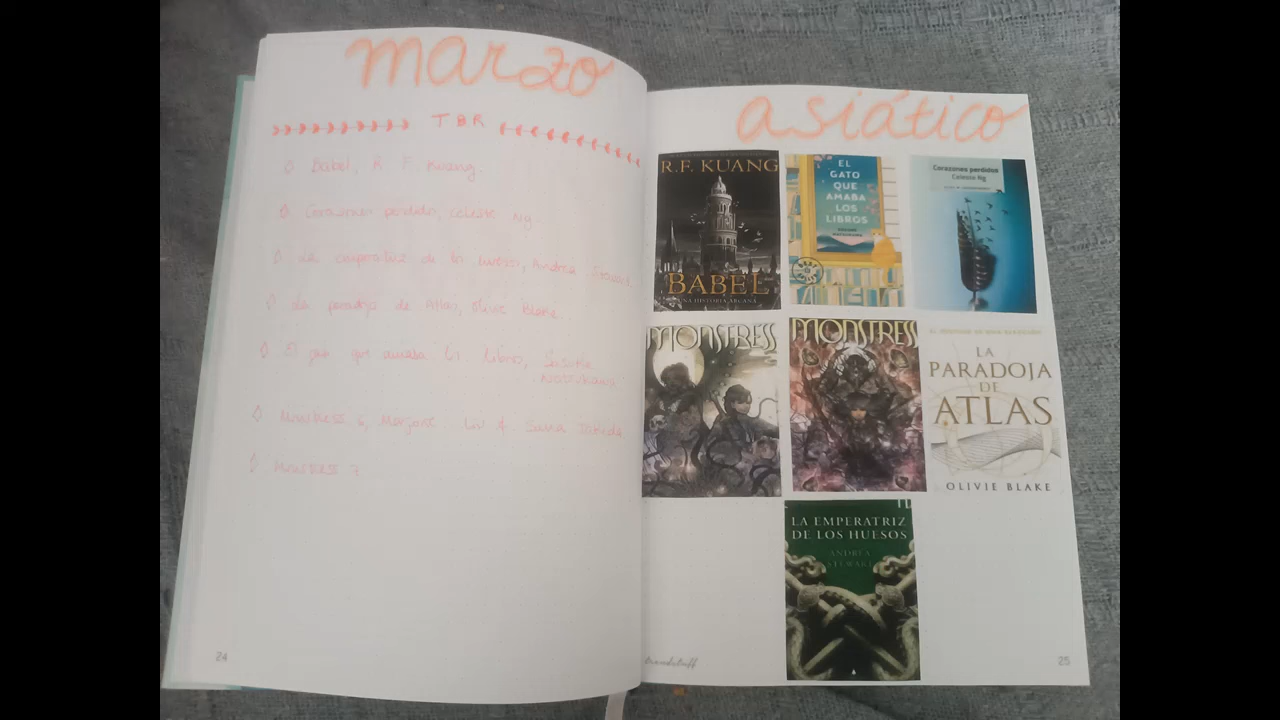 marzo
TBR
Babel, R. F. Kuang.
Corazones perdidos, Celeste Ng.
La emperatriz de los huesos, Andrea Stewart.
La paradoja de Atlas, Olivie Blake.
El gato que amaba los libros, Sosuke
Monstress 6, Marjorie Liu & Sana Takeda
Monstress 7
24
asiático
R.F. KUANG
BABEL
UNA HISTORIA ARCANA
EL
GATO
QUE
AMABA
LOS
LIBROS
Corazones perdidos
Celeste Ng
MONSTRESS
MONSTRESS
LA
PARADOJA
DE
ATLAS
OLIVIE BLAKE
LA EMPERATRIZ
DE LOS HUESOS
ANDREA
STEWART
25